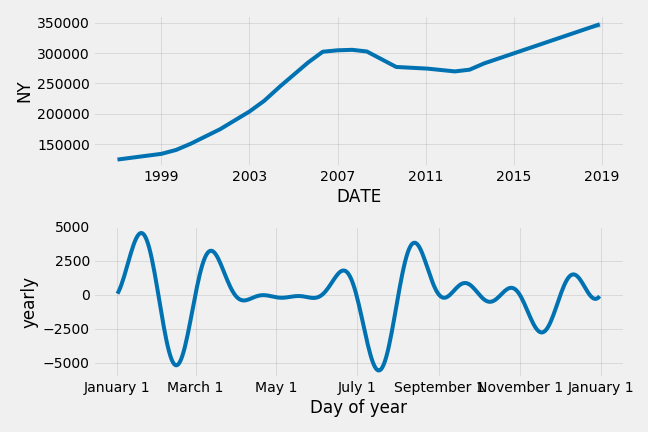 350000
300000
250000
200000
150000
NY
1999 2003 2007 2011 2015 2019
DATE
5000
2500
0
−2500
−5000
yearly
January 1 March 1 May 1 July 1 September 1 November 1 January 1
Day of year